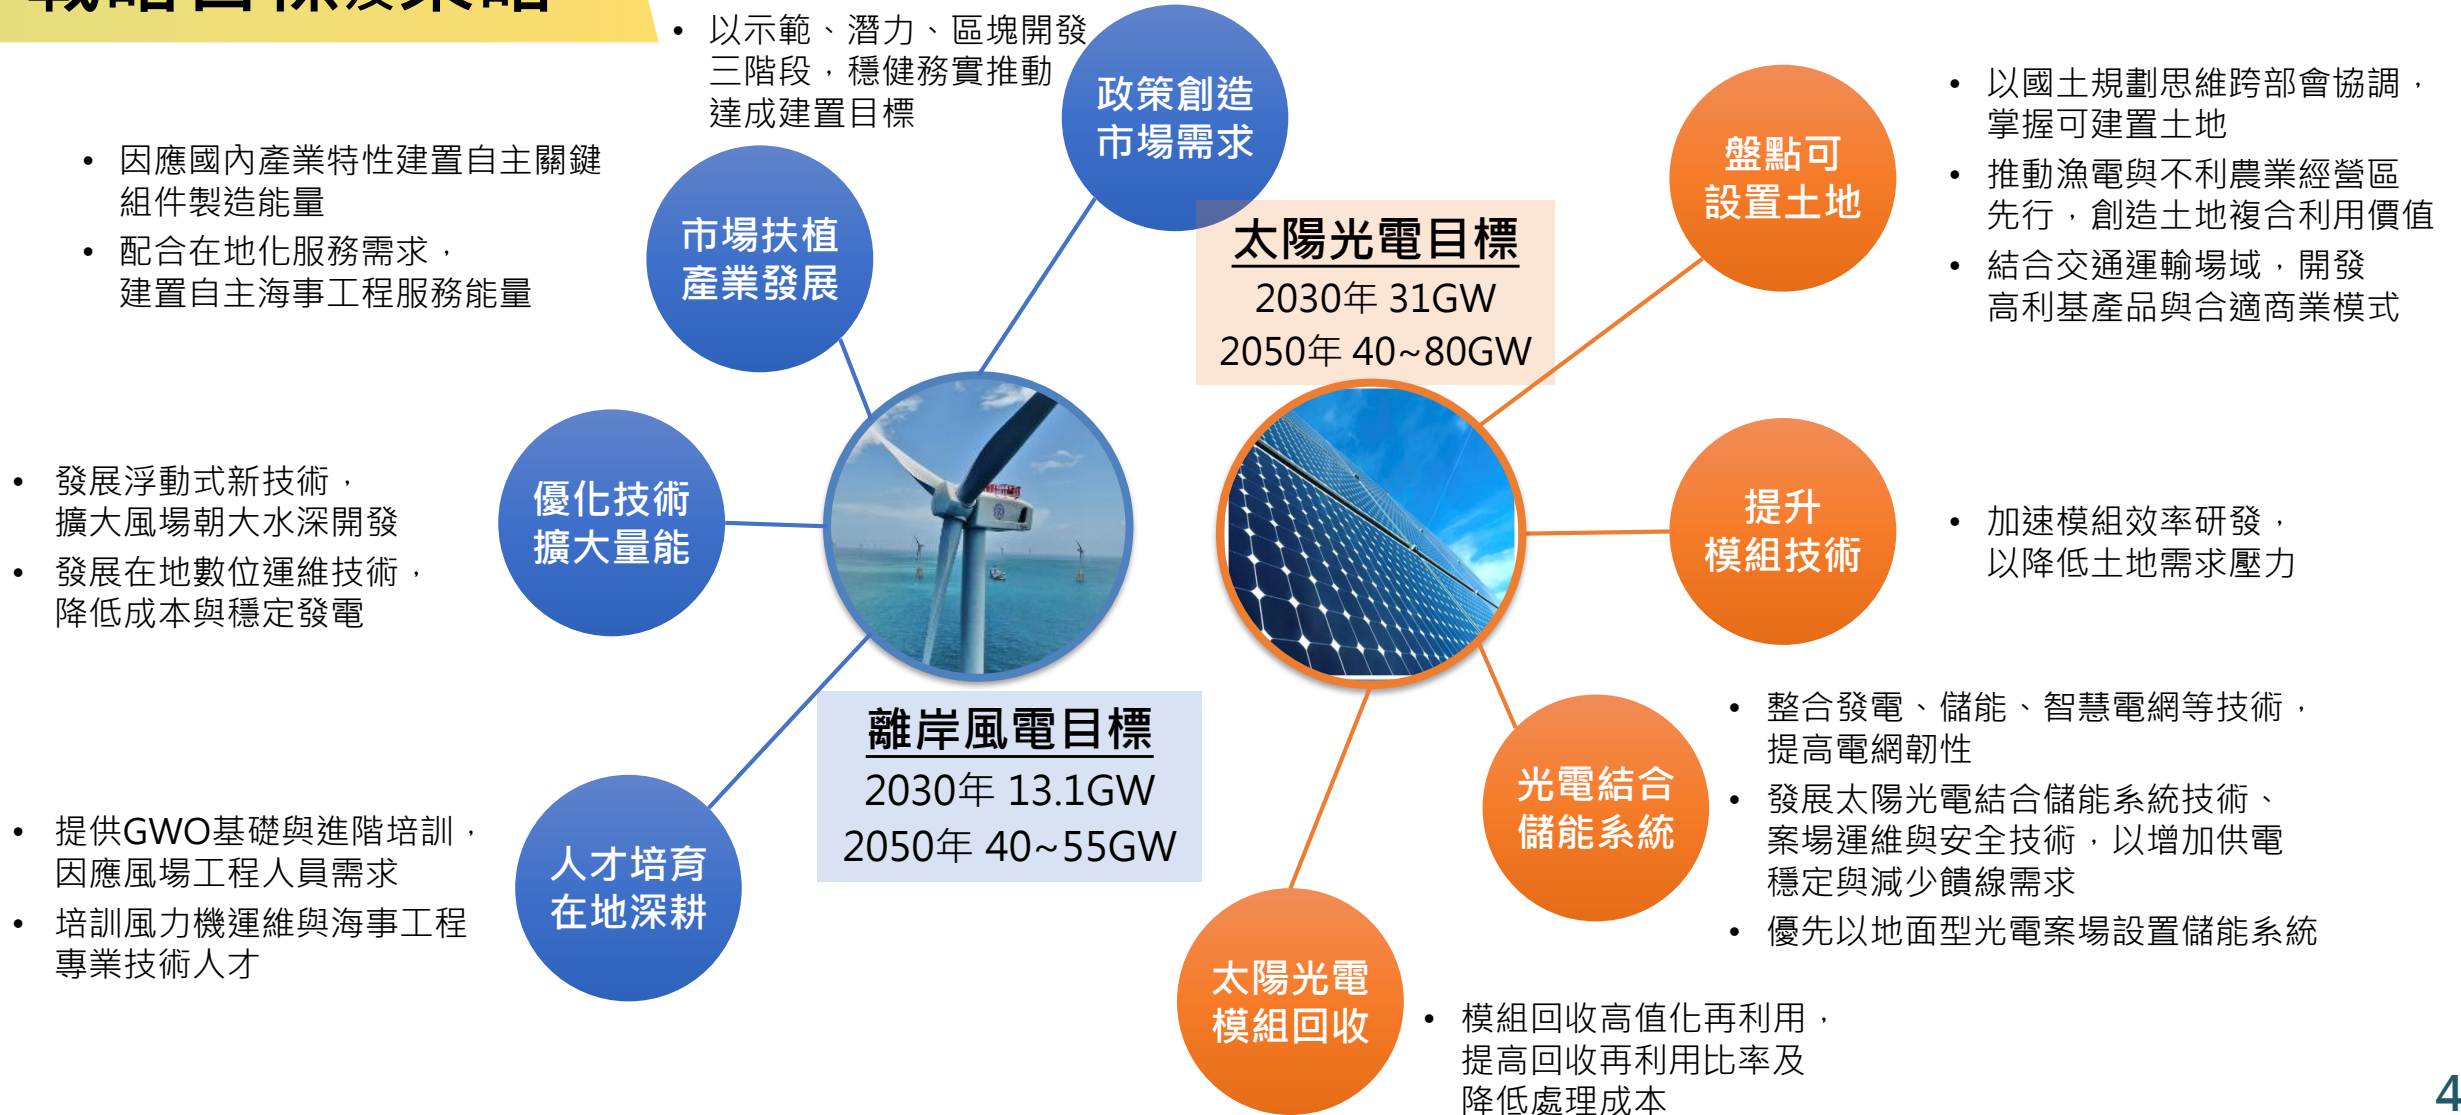 戰略目標及策略
• 以示範、潛力、區塊開發
三階段，穩健務實推動
達成建置目標
政策創造
市場需求
• 因應國內產業特性建置自主關鍵
組件製造能量
• 配合在地化服務需求，
建置自主海事工程服務能量
市場扶植
產業發展
• 發展浮動式新技術，
擴大風場朝大水深開發
• 發展在地數位運維技術，
降低成本與穩定發電
優化技術
擴大量能
• 提供GWO基礎與進階培訓，
因應風場工程人員需求
• 培訓風力機運維與海事工程
專業技術人才
人才培育
在地深耕
離岸風電目標
2030年 13.1GW
2050年 40~55GW
太陽光電目標
2030年 31GW
2050年 40~80GW
盤點可
設置土地
• 以國土規劃思維跨部會協調，
掌握可建置土地
• 推動漁電與不利農業經營區
先行，創造土地複合利用價值
• 結合交通運輸場域，開發
高利基產品與合適商業模式
提升
模組技術
• 加速模組效率研發，
以降低土地需求壓力
光電結合
儲能系統
• 整合發電、儲能、智慧電網等技術，
提高電網韌性
• 發展太陽光電結合儲能系統技術、
案場運維與安全技術，以增加供電
穩定與減少饋線需求
• 優先以地面型光電案場設置儲能系統
太陽光電
模組回收
• 模組回收高值化再利用，
提高回收再利用比率及
降低處理成本
4